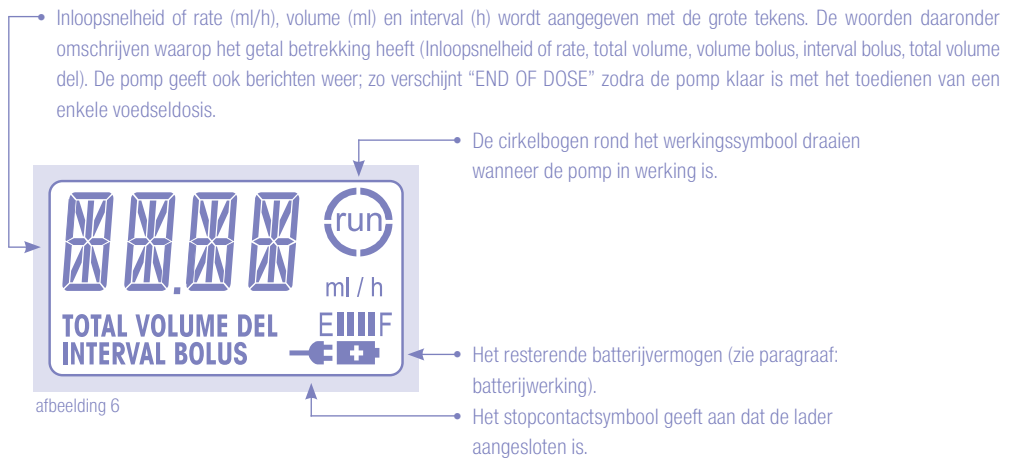 • Inloopsnelheid of rate (ml/h), volume (ml) en interval (h) wordt aangegeven met de grote tekens. De woorden daaronder
omschrijven waarop het getal betrekking heeft (Inloopsnelheid of rate, total volume, volume bolus, interval bolus, total volume
del). De pomp geeft ook berichten weer; zo verschijnt “END OF DOSE” zodra de pomp klaar is met het toedienen van een
enkele voedseldosis.
• De cirkelbogen rond het werkingssymbool draaien
wanneer de pomp in werking is.
run
ml / h
TOTAL VOLUME DEL
E F
INTERVAL BOLUS
• Het resterende batterijvermogen (zie paragraaf:
batterijwerking).
afbeelding 6
• Het stopcontactsymbool geeft aan dat de lader
aangesloten is.